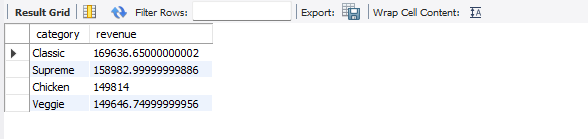 Result Grid Filter Rows: Export: Wrap Cell Content: IA
category revenue
Classic 169636.65000000002
Supreme 158982.99999999886
Chicken 149814
Veggie 149646.74999999956